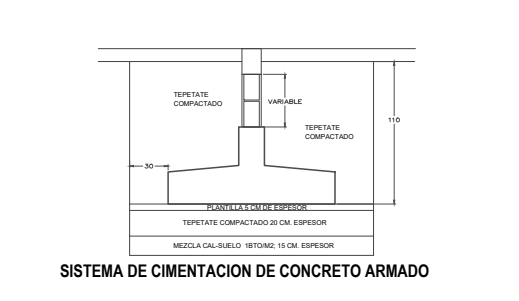 TEPETATE
COMPACTADO
VARIABLE
TEPETATE
COMPACTADO
110
30
PLANTILLA 5 CM DE ESPESOR
TEPETATE COMPACTADO 20 CM. ESPESOR
MEZCLA CAL-SUELO 1BTO/M2; 15 CM. ESPESOR
SISTEMA DE CIMENTACION DE CONCRETO ARMADO